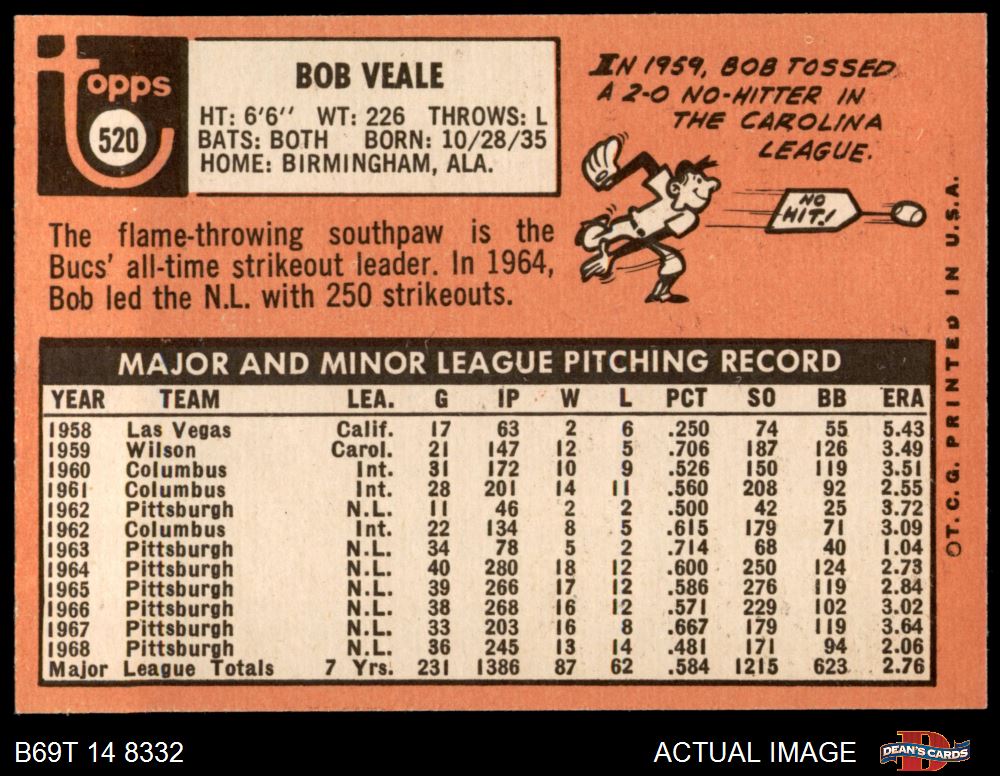 topps
520
BOB VEALE
HT: 6'6" WT: 226 THROWS: L
BATS: BOTH BORN: 10/28/35
HOME: BIRMINGHAM, ALA.
IN 1959, BOB TOSSED
A 2-0 NO-HITTER IN
THE CAROLINA
LEAGUE.
NO
HIT!
The flame-throwing southpaw is the
Bucs' all-time strikeout leader. In 1964,
Bob led the N.L. with 250 strikeouts.
MAJOR AND MINOR LEAGUE PITCHING RECORD
YEAR TEAM LEA. G IP W L PCT SO BB ERA
1958 Las Vegas Calif. 17 63 2 6 .250 74 55 5.43
1959 Wilson Carol. 21 147 12 5 .706 187 126 3.49
1960 Columbus Int. 31 172 10 9 .526 150 119 3.51
1961 Columbus Int. 28 201 14 11 .560 208 92 2.55
1962 Pittsburgh N.L. 11 46 2 2 .500 42 25 3.72
1962 Columbus Int. 22 134 8 5 .615 179 71 3.09
1963 Pittsburgh N.L. 34 78 5 2 .714 68 40 1.04
1964 Pittsburgh N.L. 40 280 18 12 .600 250 124 2.73
1965 Pittsburgh N.L. 39 266 17 12 .586 276 119 2.84
1966 Pittsburgh N.L. 38 268 16 12 .571 229 102 3.02
1967 Pittsburgh N.L. 33 203 16 8 .667 179 119 3.64
1968 Pittsburgh N.L. 36 245 13 14 .481 171 94 2.06
Major League Totals 7 Yrs. 231 1386 87 62 .584 1215 623 2.76
©T.C.G. PRINTED IN U.S.A.
B69T 14 8332
ACTUAL IMAGE
D
DEAN'S CARDS